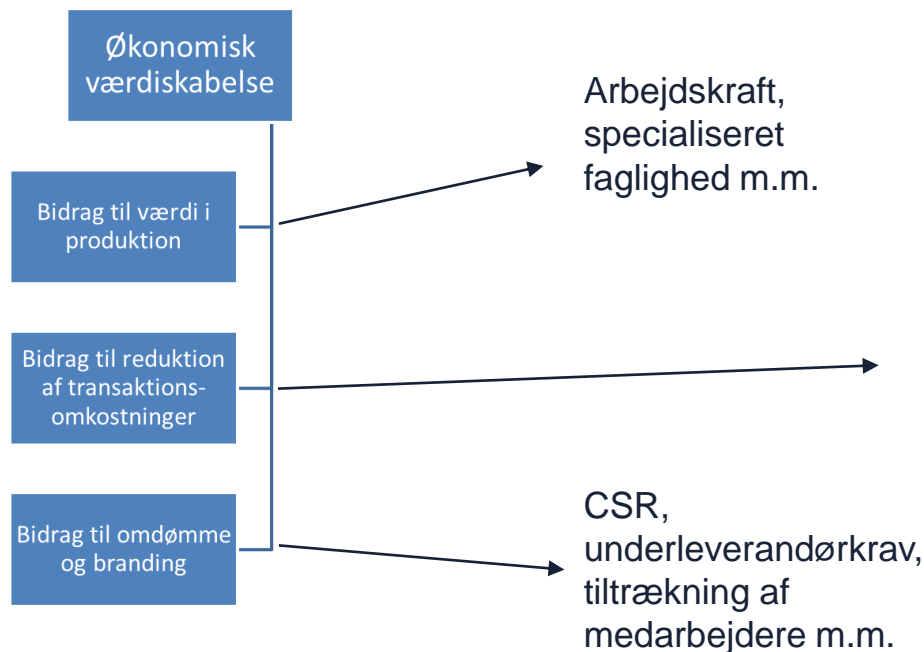 Økonomisk
værdiskabelse
Arbejdskraft,
specialiseret
faglighed m.m.
Bidrag til værdi i
produktion
Bidrag til reduktion
af transaktions-
omkostninger
Bidrag til omdømme
og branding
CSR,
underleverandørkrav,
tiltrækning af
medarbejdere m.m.